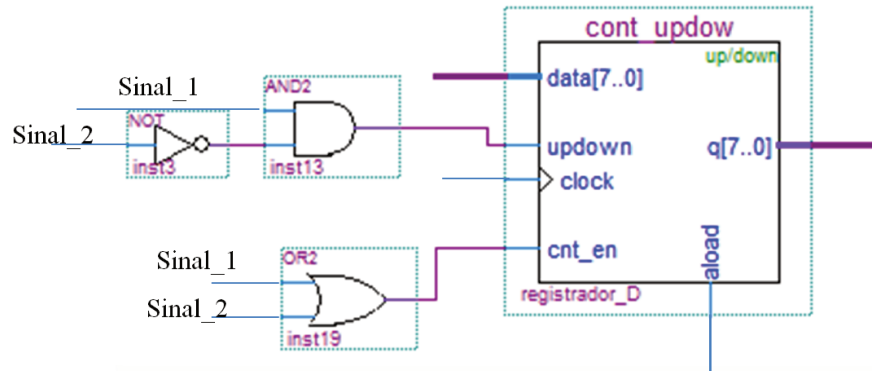 cont_updow
up/down
Sinal_1
AND2
data[7..0]
Sinal_2
NOT
inst3
inst13
updown
q[7..0]
clock
Sinal_1
OR2
cnt_en
aload
Sinal_2
inst19
registrador_D